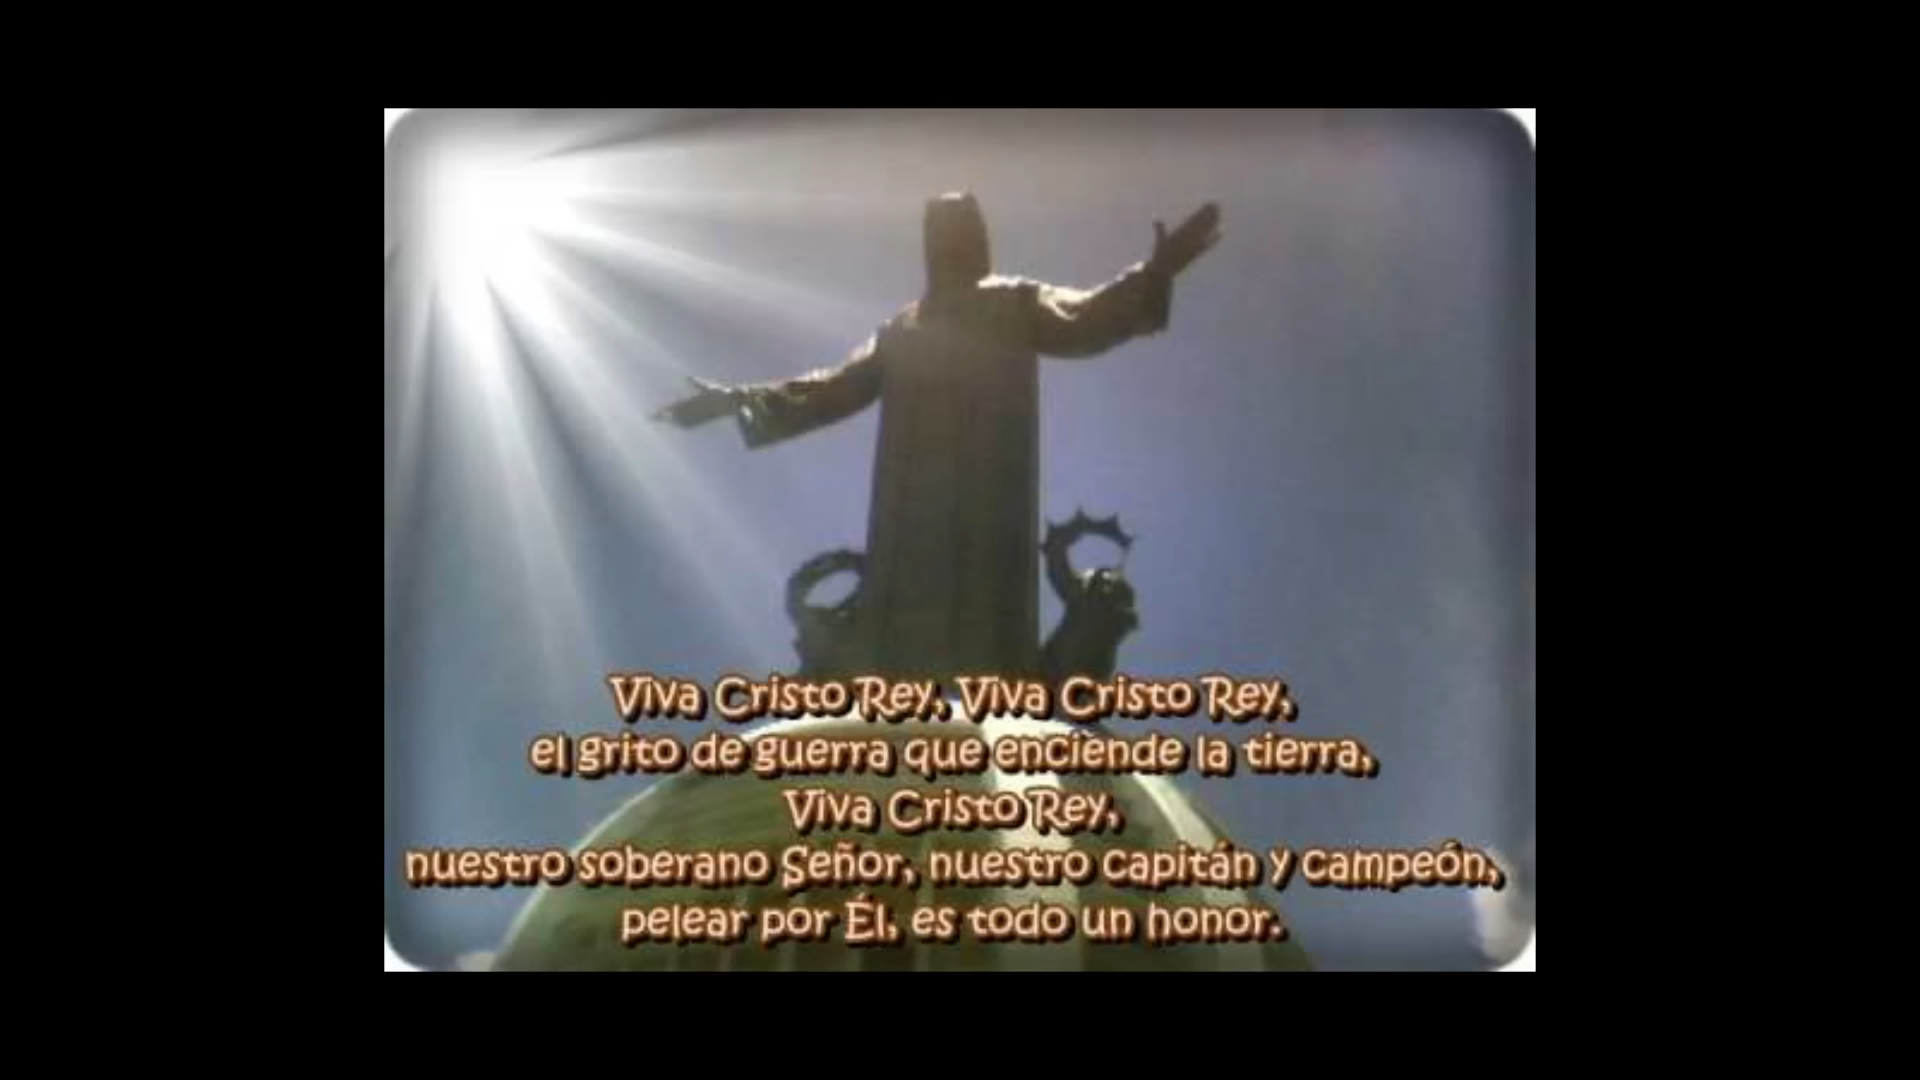 Viva Cristo Rey, Viva Cristo Rey,
el grito de guerra que enciende la tierra,
Viva Cristo Rey,
nuestro soberano Señor, nuestro capitán y campeón,
pelear por Él, es todo un honor.